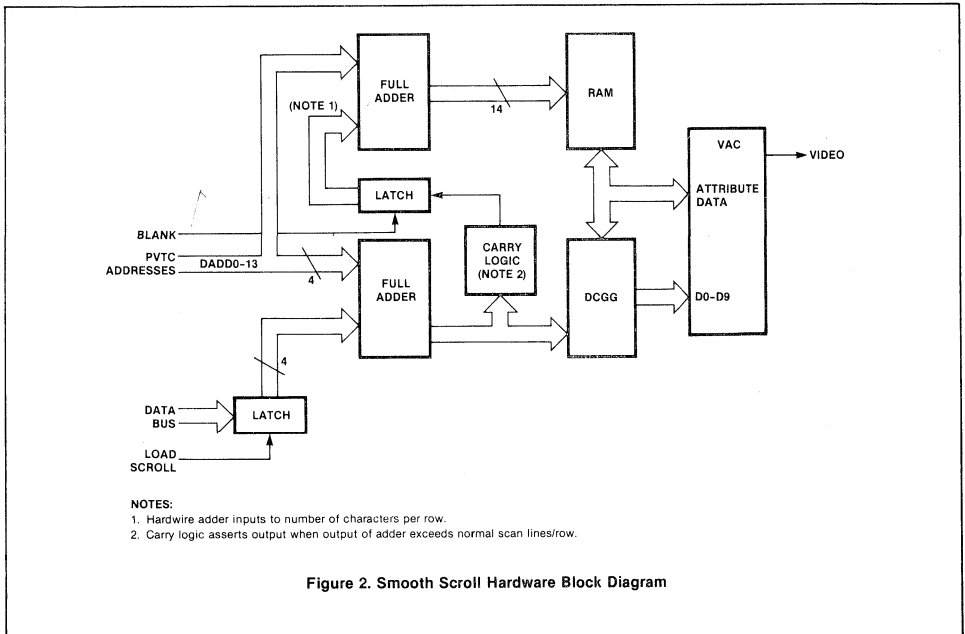 FULL
ADDER
RAM
14
(NOTE 1)
VAC
VIDEO
LATCH
ATTRIBUTE
DATA
BLANK
CARRY
LOGIC
(NOTE 2)
PVTC
ADDRESSES
DADD0-13
4
FULL
ADDER
DCGG
D0-D9
4
DATA
BUS
LATCH
LOAD
SCROLL
NOTES:
1. Hardwire adder inputs to number of characters per row.
2. Carry logic asserts output when output of adder exceeds normal scan lines/row.
Figure 2. Smooth Scroll Hardware Block Diagram